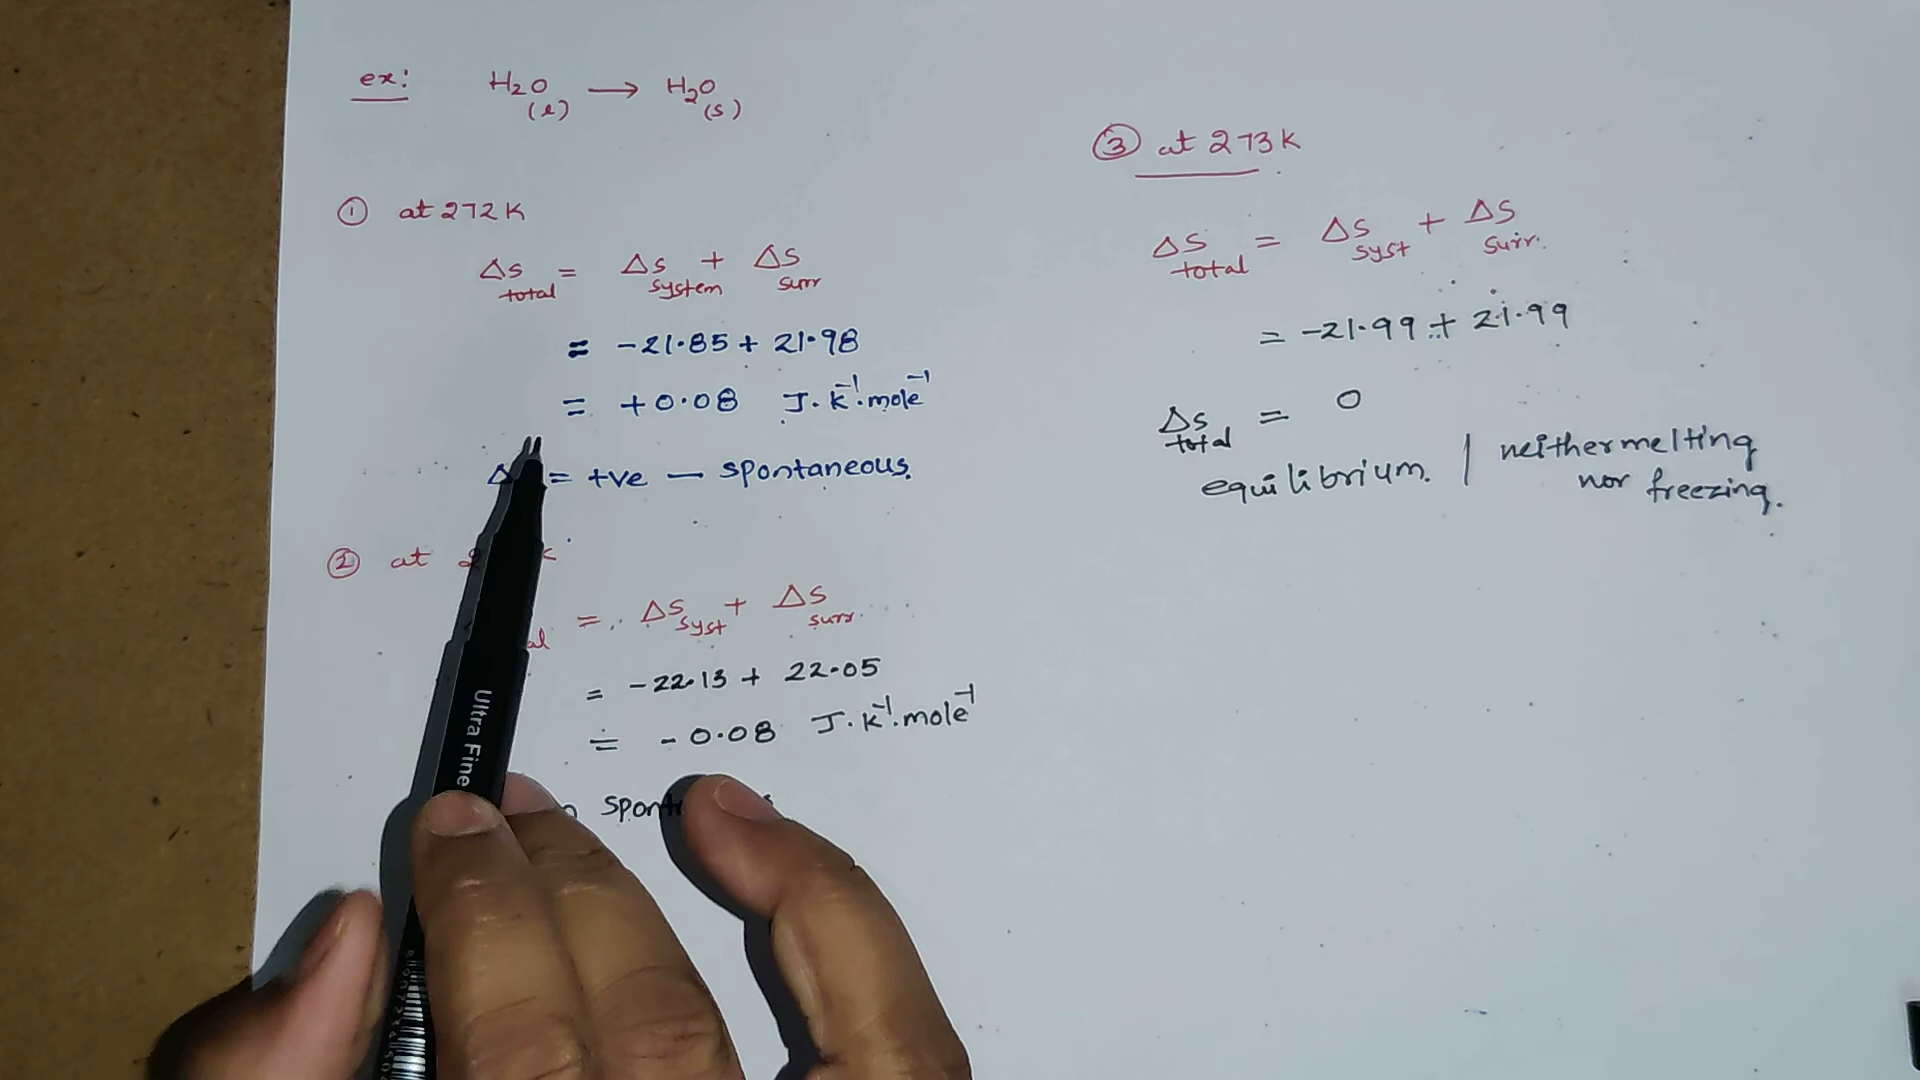 ex: H₂O (l) → H₂O (s)
① at 272 K
ΔS total = ΔS system + ΔS surr
= -21.85 + 21.98
= +0.08 J.K⁻¹.mole⁻¹
= +ve — spontaneous.
② at
= ΔS syst + ΔS surr.
= -22.13 + 22.05
= -0.08 J.K⁻¹.mole⁻¹
③ at 273 K
ΔS total = ΔS syst + ΔS surr.
= -21.99 + 21.99
ΔS total = 0
equilibrium. | neither melting
nor freezing.
Ultra Fine